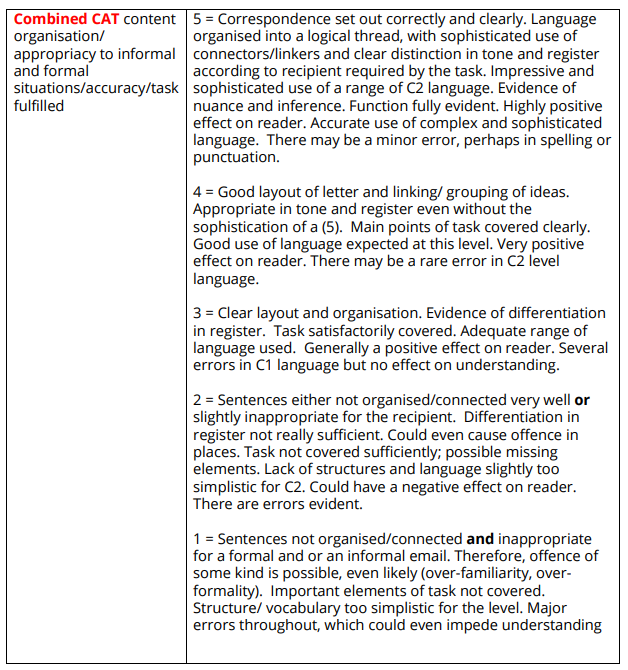 Combined CAT content
organisation/
appropriacy to informal
and formal
situations/accuracy/task
fulfilled
5 = Correspondence set out correctly and clearly. Language
organised into a logical thread, with sophisticated use of
connectors/linkers and clear distinction in tone and register
according to recipient required by the task. Impressive and
sophisticated use of a range of C2 language. Evidence of
nuance and inference. Function fully evident. Highly positive
effect on reader. Accurate use of complex and sophisticated
language.  There may be a minor error, perhaps in spelling or
punctuation.
4 = Good layout of letter and linking/ grouping of ideas.
Appropriate in tone and register even without the
sophistication of a (5).  Main points of task covered clearly.
Good use of language expected at this level. Very positive
effect on reader. There may be a rare error in C2 level
language.
3 = Clear layout and organisation. Evidence of differentiation
in register.  Task satisfactorily covered. Adequate range of
language used.  Generally a positive effect on reader. Several
errors in C1 language but no effect on understanding.
2 = Sentences either not organised/connected very well or
slightly inappropriate for the recipient.  Differentiation in
register not really sufficient. Could even cause offence in
places. Task not covered sufficiently; possible missing
elements. Lack of structures and language slightly too
simplistic for C2. Could have a negative effect on reader.
There are errors evident.
1 = Sentences not organised/connected and inappropriate
for a formal and or an informal email. Therefore, offence of
some kind is possible, even likely (over-familiarity, over-
formality).  Important elements of task not covered.
Structure/ vocabulary too simplistic for the level. Major
errors throughout, which could even impede understanding